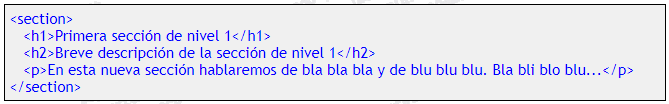 <section>
<h1>Primera sección de nivel 1</h1>
<h2>Breve descripción de la sección de nivel 1</h2>
<p>En esta nueva sección hablaremos de bla bla bla y de blu blu blu. Bla bli blo blu...</p>
</section>